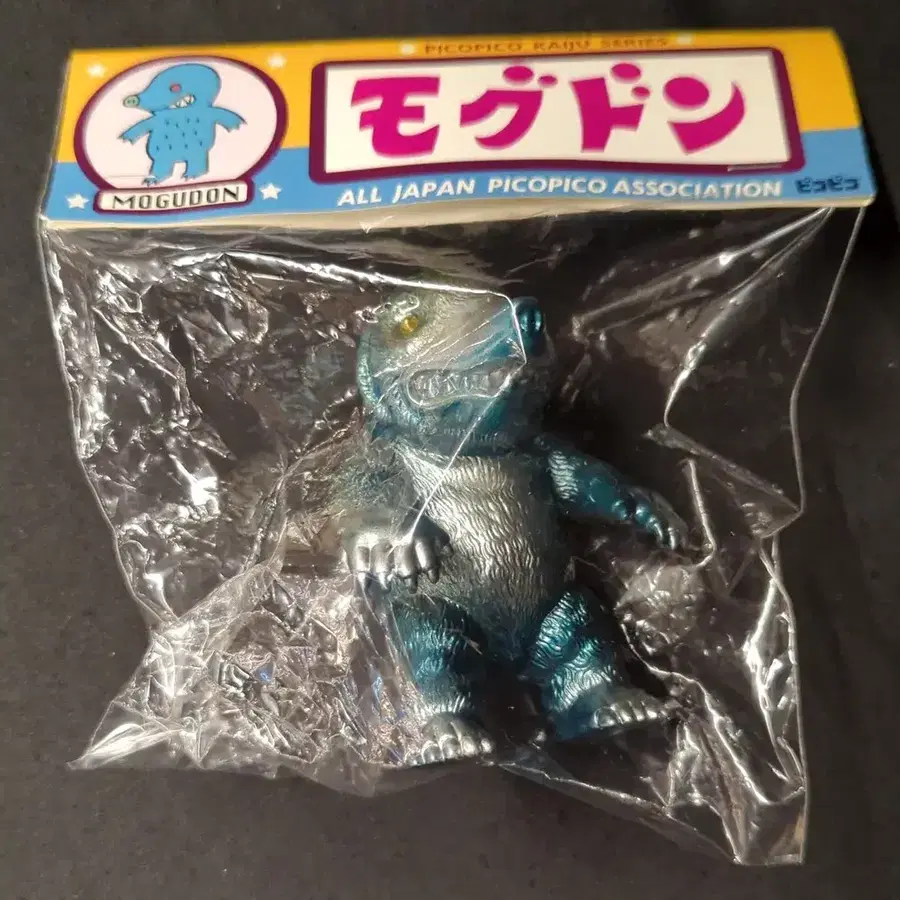 PICOPICO KAIJU SERIES
モグドン
MOGUDON
ALL JAPAN PICOPICO ASSOCIATION
ピコピコ